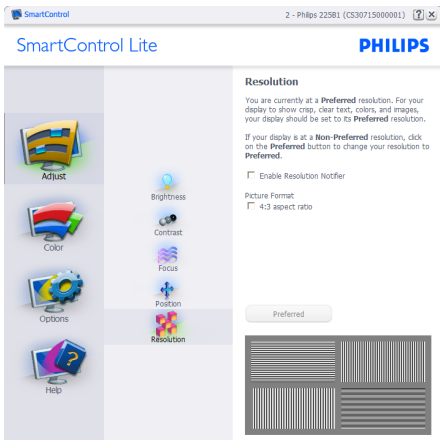 SmartControl
2 - Philips 225B1 (CS30715000001)
?
SmartControl Lite
PHILIPS
Adjust
Color
Options
Help
Brightness
Contrast
Focus
Position
Resolution
Resolution
You are currently at a Preferred resolution. For your
display to show crisp, clear text, colors, and images,
your display should be set to its Preferred resolution.
If your display is at a Non-Preferred resolution, click
on the Preferred button to change your resolution to
Preferred.
Enable Resolution Notifier
Picture Format
4:3 aspect ratio
Preferred